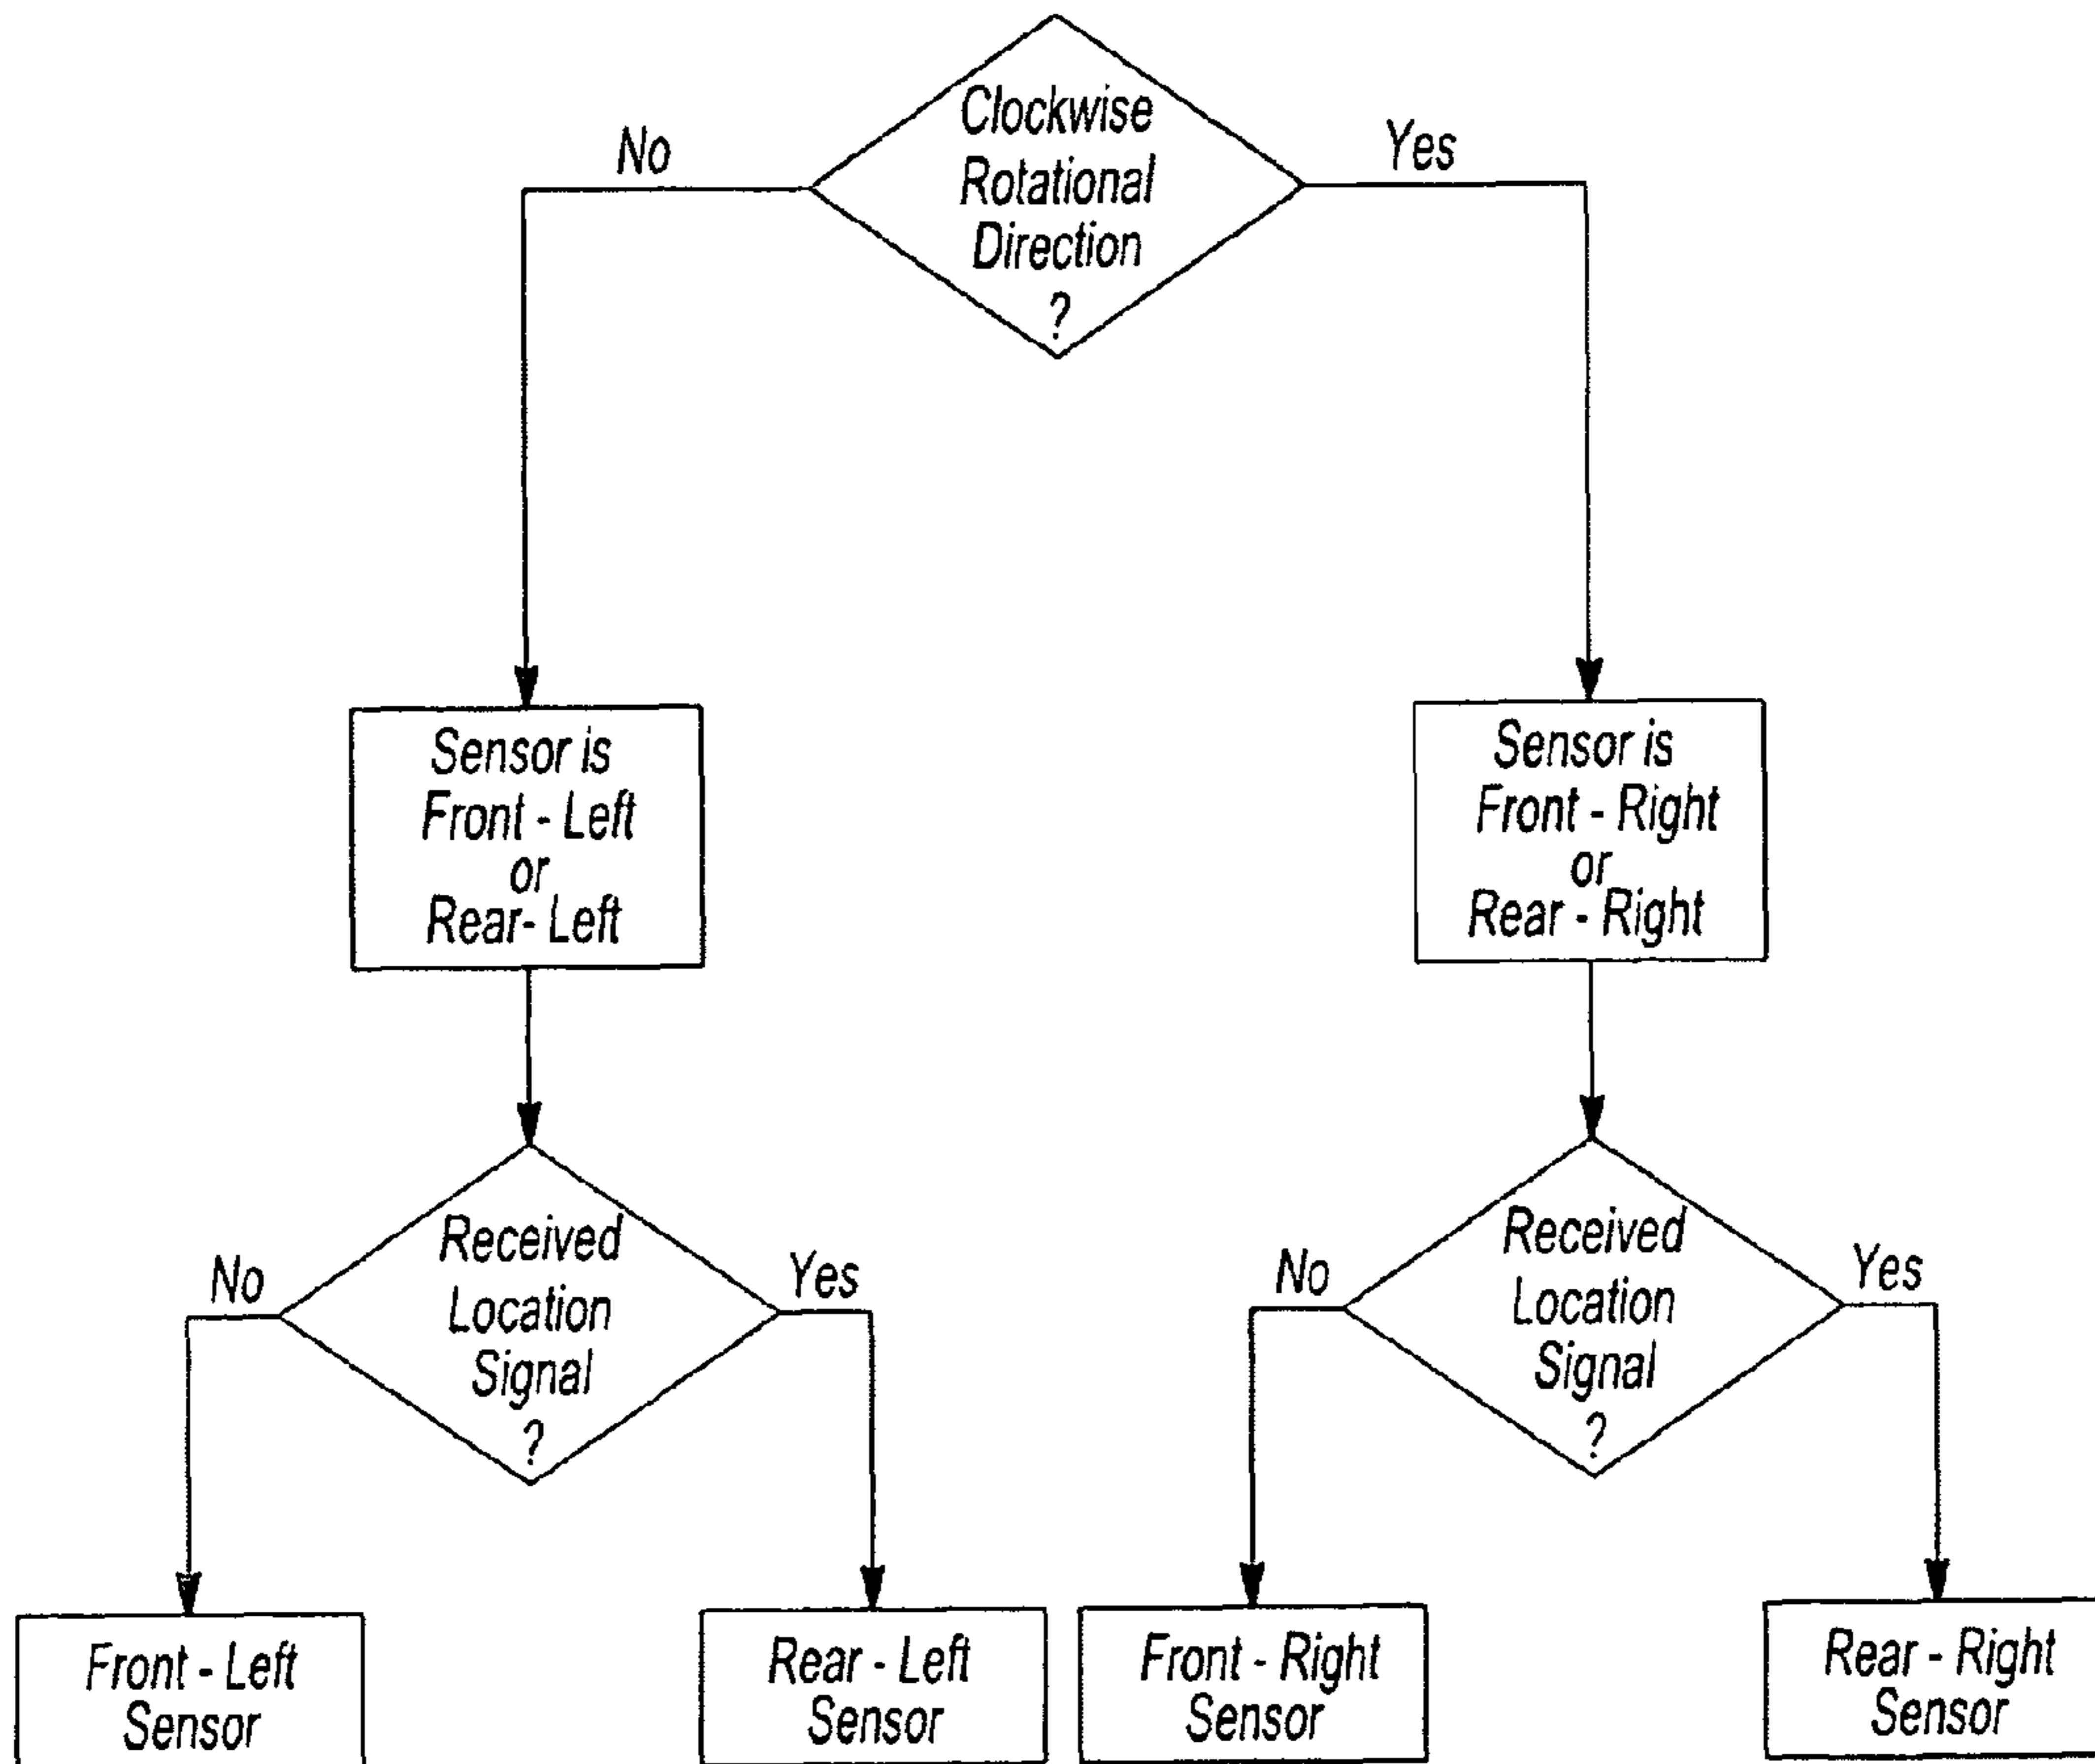 Clockwise
Rotational
Direction
?
No
Yes
Sensor is
Front - Left
or
Rear- Left
Sensor is
Front - Right
or
Rear - Right
Received
Location
Signal
?
No
Yes
Received
Location
Signal
?
No
Yes
Front - Left
Sensor
Rear - Left
Sensor
Front - Right
Sensor
Rear - Right
Sensor